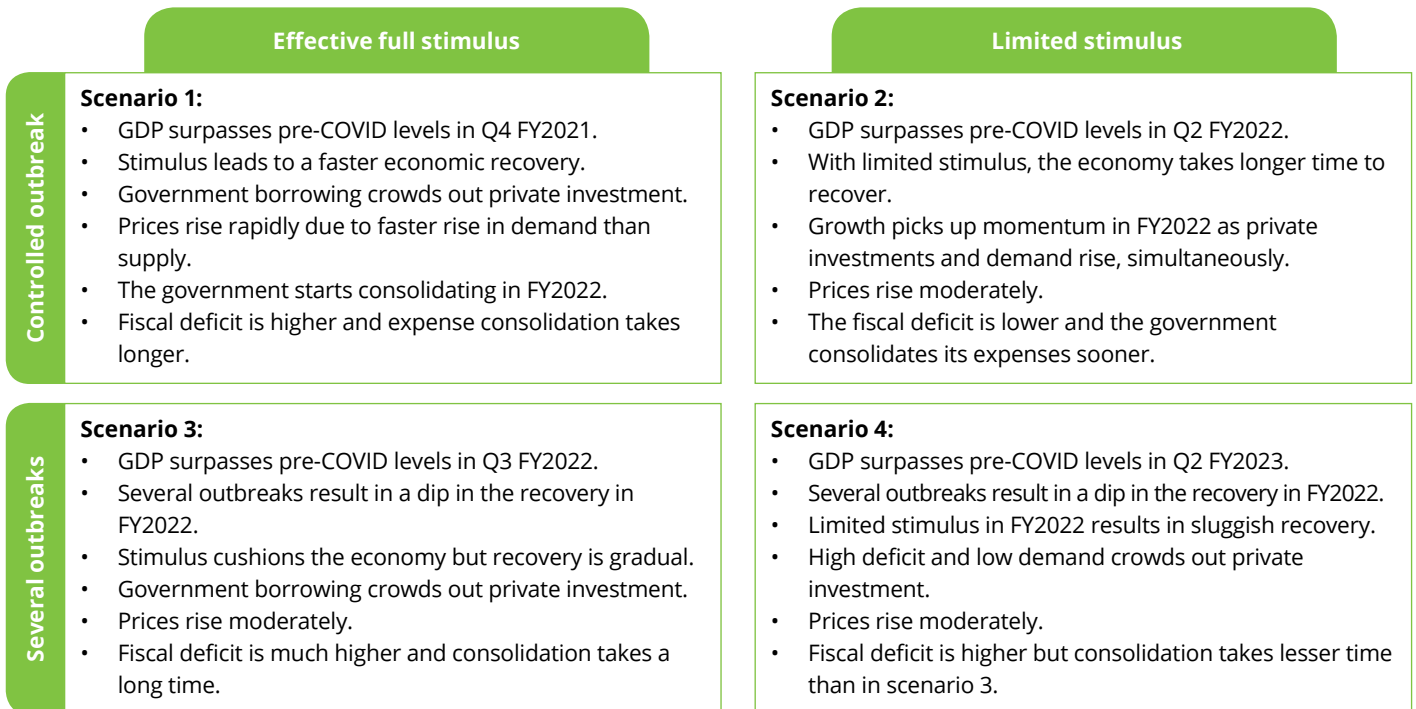 Effective full stimulus
Limited stimulus
Controlled outbreak
Scenario 1:
• GDP surpasses pre-COVID levels in Q4 FY2021.
• Stimulus leads to a faster economic recovery.
• Government borrowing crowds out private investment.
• Prices rise rapidly due to faster rise in demand than
supply.
• The government starts consolidating in FY2022.
• Fiscal deficit is higher and expense consolidation takes
longer.
Scenario 2:
• GDP surpasses pre-COVID levels in Q2 FY2022.
• With limited stimulus, the economy takes longer time to
recover.
• Growth picks up momentum in FY2022 as private
investments and demand rise, simultaneously.
• Prices rise moderately.
• The fiscal deficit is lower and the government
consolidates its expenses sooner.
Several outbreaks
Scenario 3:
• GDP surpasses pre-COVID levels in Q3 FY2022.
• Several outbreaks result in a dip in the recovery in
FY2022.
• Stimulus cushions the economy but recovery is gradual.
• Government borrowing crowds out private investment.
• Prices rise moderately.
• Fiscal deficit is much higher and consolidation takes a
long time.
Scenario 4:
• GDP surpasses pre-COVID levels in Q2 FY2023.
• Several outbreaks result in a dip in the recovery in FY2022.
• Limited stimulus in FY2022 results in sluggish recovery.
• High deficit and low demand crowds out private
investment.
• Prices rise moderately.
• Fiscal deficit is higher but consolidation takes lesser time
than in scenario 3.